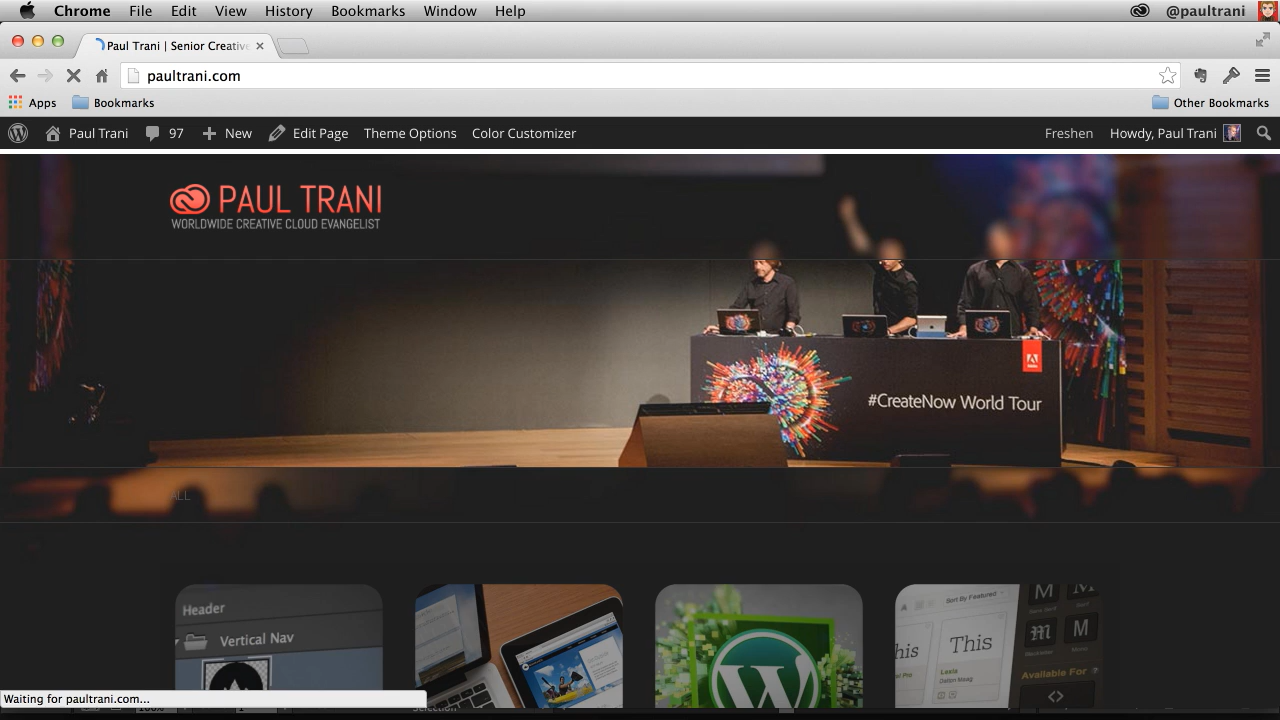 Chrome File Edit View History Bookmarks Window Help @paultrani
Paul Trani | Senior Creative
paultrani.com
Apps Bookmarks Other Bookmarks
Paul Trani 97 New Edit Page Theme Options Color Customizer Freshen Howdy, Paul Trani
PAUL TRANI
WORLDWIDE CREATIVE CLOUD EVANGELIST
#CreateNow World Tour
ALL
Header
Vertical Nav
Sort By Featured
This
This
Lexia
Dalton Maag
Available For
Waiting for paultrani.com...
Selection